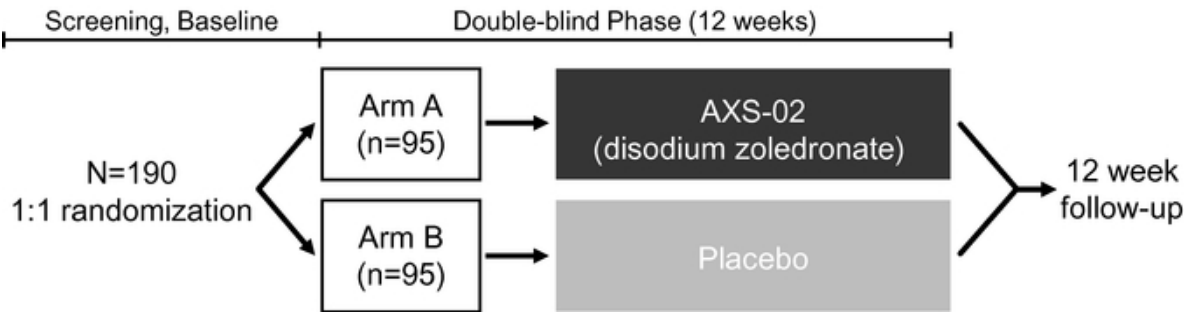 Screening, Baseline
Double-blind Phase (12 weeks)
N=190
1:1 randomization
Arm A
(n=95)
AXS-02
(disodium zoledronate)
Arm B
(n=95)
Placebo
12 week
follow-up